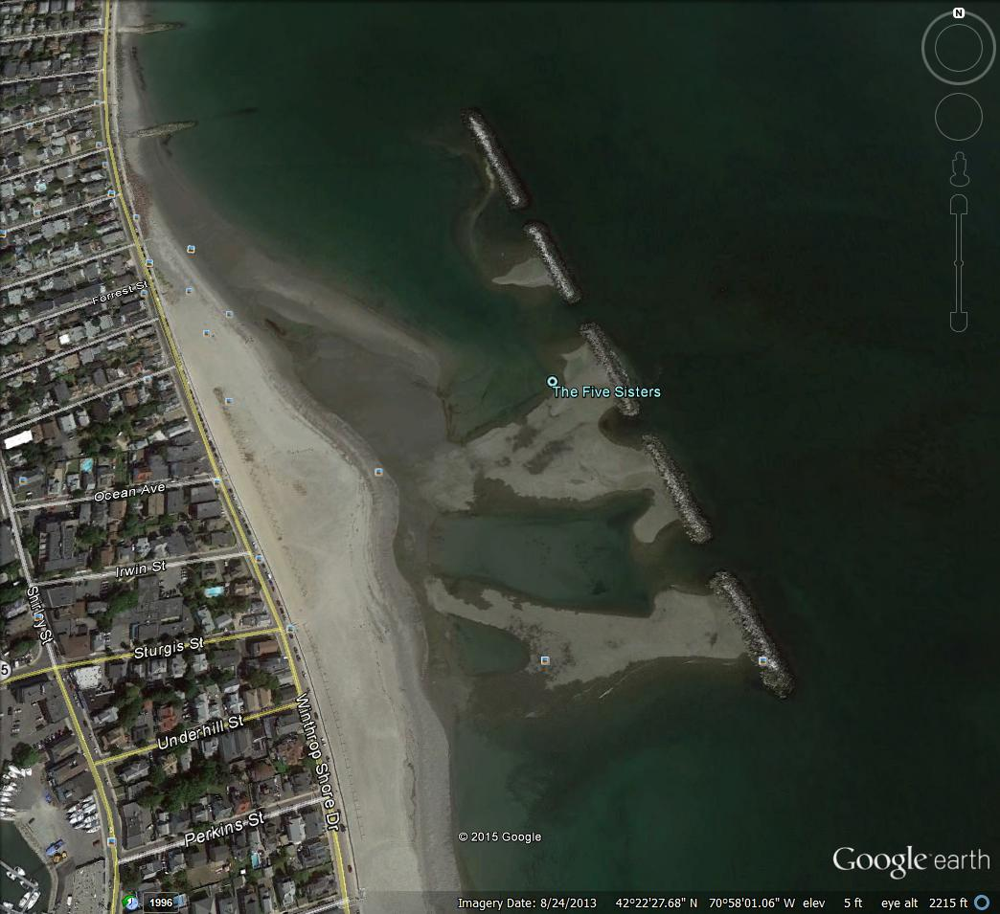 N
Forrest St
The Five Sisters
Ocean Ave
Irwin St
Shirley St
Sturgis St
5
Underhill St
Winthrop Shore Dr
Perkins St
© 2015 Google
Google earth
1996
Imagery Date: 8/24/2013 42°22'27.68" N 70°58'01.06" W elev 5 ft eye alt 2215 ft